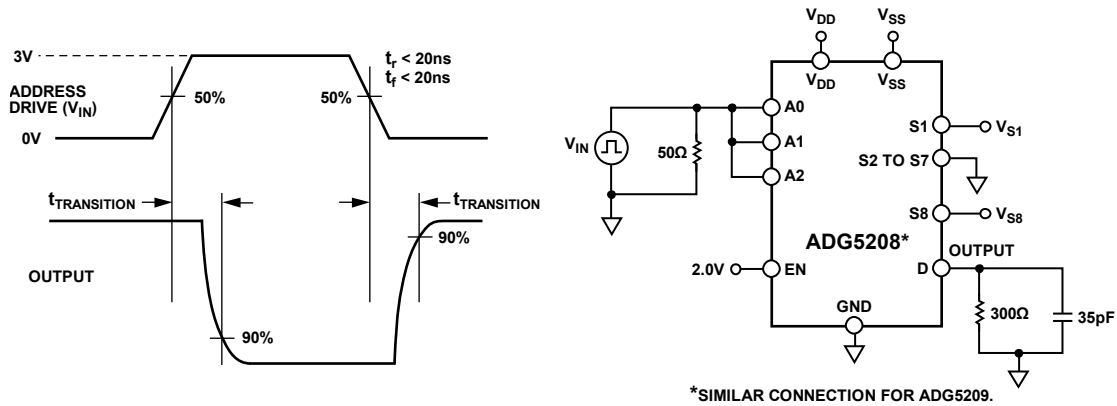 3V
ADDRESS
DRIVE (VIN)
0V
50%
50%
tr < 20ns
tf < 20ns
tTRANSITION
tTRANSITION
OUTPUT
90%
90%
VDD
VSS
VDD
VSS
VIN
50Ω
A0
A1
A2
S1
VS1
S2 TO S7
S8
VS8
ADG5208*
OUTPUT
D
2.0V
EN
GND
300Ω
35pF
*SIMILAR CONNECTION FOR ADG5209.